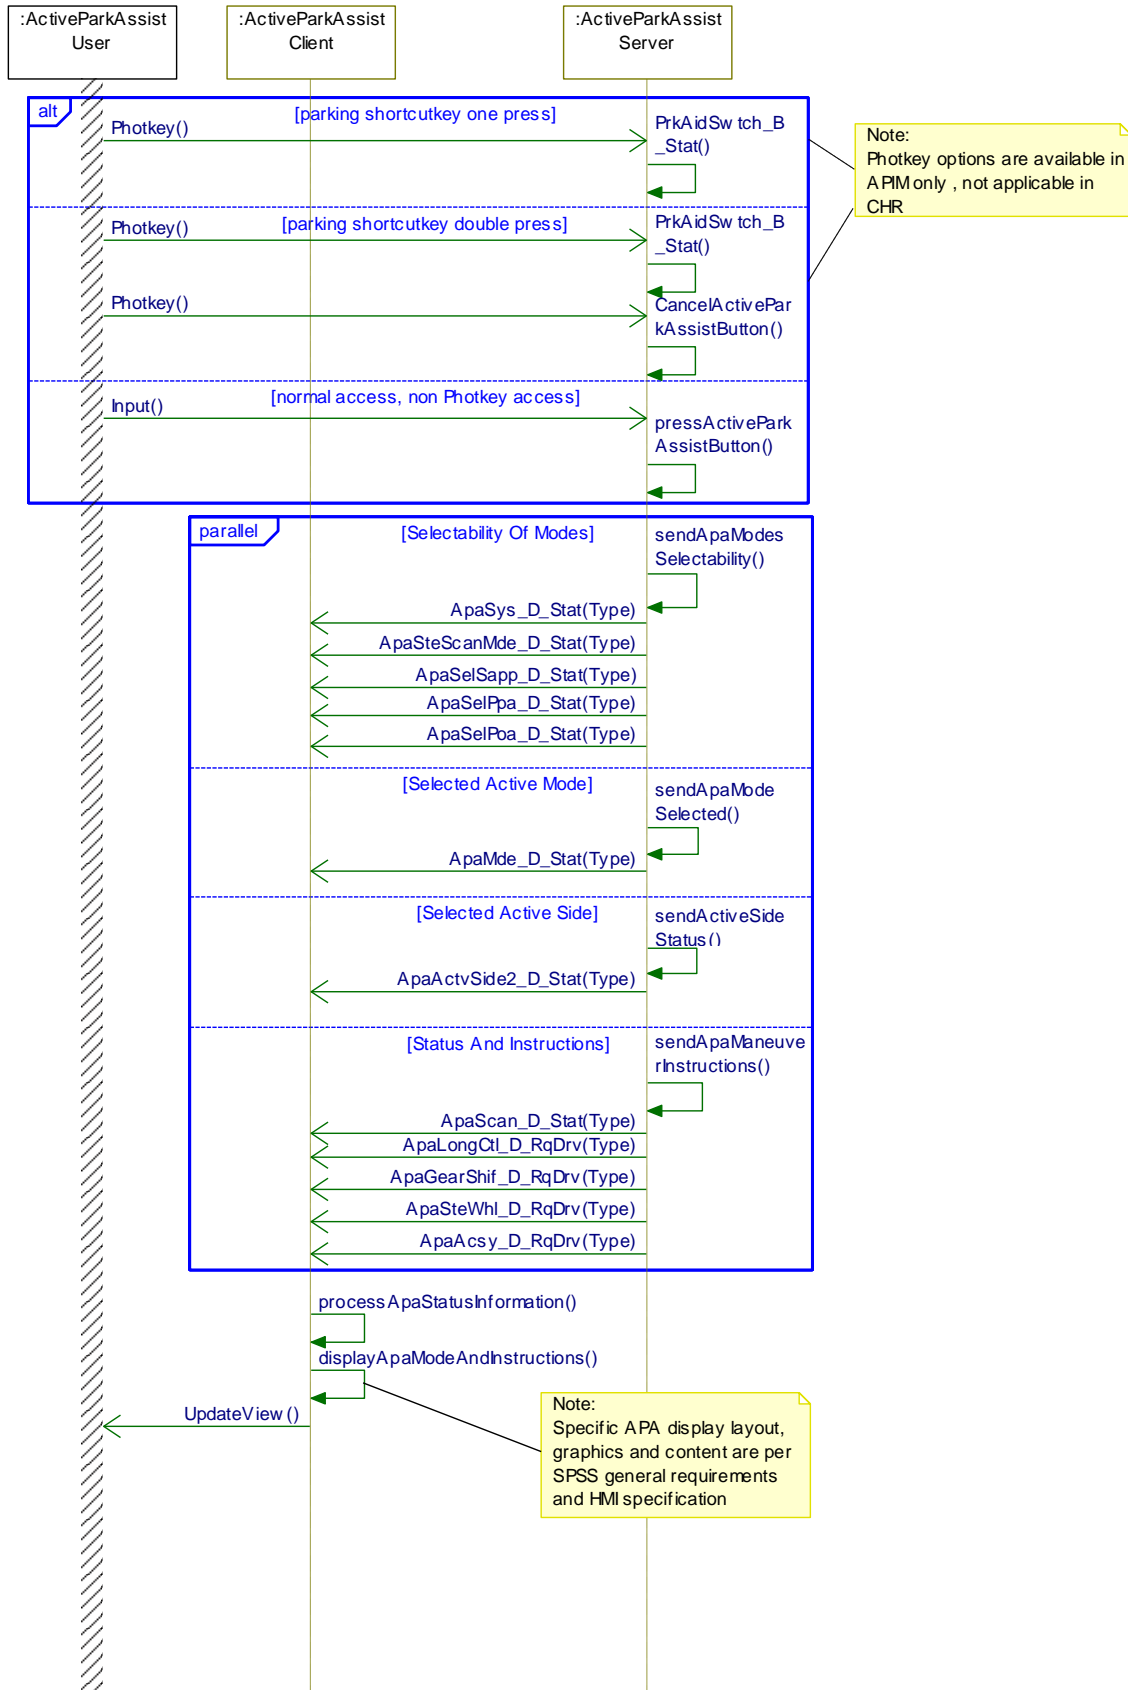 :ActiveParkAssist
User
:ActiveParkAssist
Client
:ActiveParkAssist
Server
alt
[parking shortcutkey one press]
Photkey()
PrkAidSwtch_B
_Stat()
Note:
Photkey options are available in
APIM only , not applicable in
CHR
[parking shortcutkey double press]
Photkey()
PrkAidSwtch_B
_Stat()
Photkey()
CancelActivePar
kAssistButton()
[normal access, non Photkey access]
Input()
pressActivePark
AssistButton()
parallel
[Selectability Of Modes]
sendApaModes
Selectability()
ApaSys_D_Stat(Type)
ApaSteScanMde_D_Stat(Type)
ApaSelSapp_D_Stat(Type)
ApaSelPpa_D_Stat(Type)
ApaSelPoa_D_Stat(Type)
[Selected Active Mode]
sendApaMode
Selected()
ApaMde_D_Stat(Type)
[Selected Active Side]
sendActiveSide
Status()
ApaActvSide2_D_Stat(Type)
[Status And Instructions]
sendApaManeuve
rInstructions()
ApaScan_D_Stat(Type)
ApaLongCtl_D_RqDrv(Type)
ApaGearShif_D_RqDrv(Type)
ApaSteWhl_D_RqDrv(Type)
ApaAcsy_D_RqDrv(Type)
processApaStatusInformation()
displayApaModeAndInstructions()
UpdateView()
Note:
Specific APA display layout,
graphics and content are per
SPSS general requirements
and HMI specification